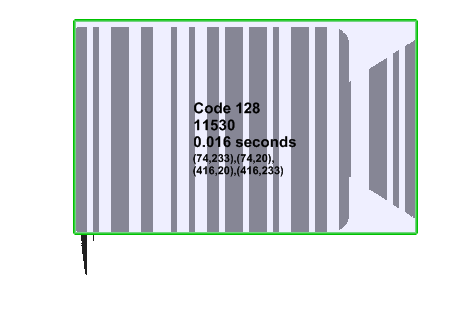 Code 128
11530
0.016 seconds
(74,233),(74,20),
(416,20),(416,233)